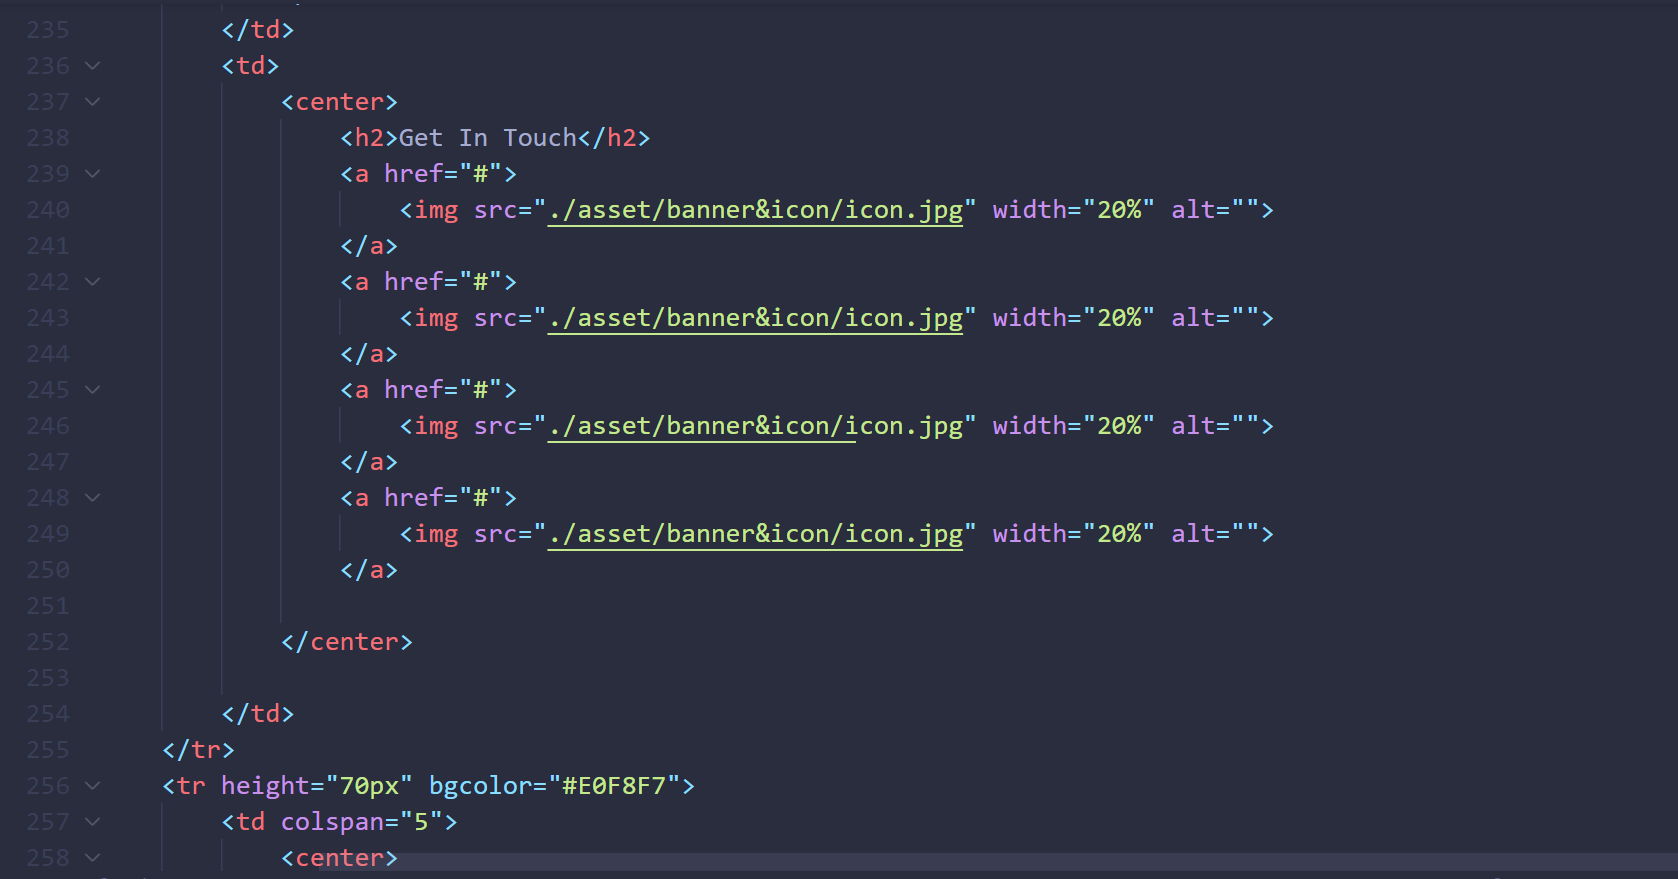 235 </td>
236 <td>
237 <center>
238 <h2>Get In Touch</h2>
239 <a href="#">
240 <img src="./asset/banner&icon/icon.jpg" width="20%" alt="">
241 </a>
242 <a href="#">
243 <img src="./asset/banner&icon/icon.jpg" width="20%" alt="">
244 </a>
245 <a href="#">
246 <img src="./asset/banner&icon/icon.jpg" width="20%" alt="">
247 </a>
248 <a href="#">
249 <img src="./asset/banner&icon/icon.jpg" width="20%" alt="">
250 </a>
251
252 </center>
253
254 </td>
255 </tr>
256 <tr height="70px" bgcolor="#E0F8F7">
257 <td colspan="5">
258 <center>